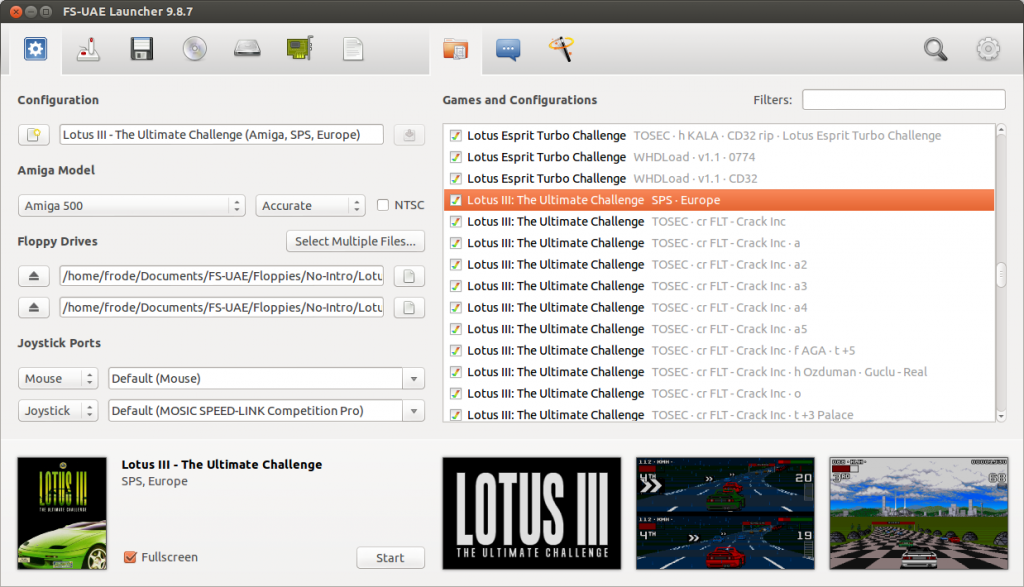 FS-UAE Launcher 9.8.7
Configuration
Lotus III - The Ultimate Challenge (Amiga, SPS, Europe)
Amiga Model
Amiga 500
Accurate
NTSC
Floppy Drives
Select Multiple Files...
/home/frode/Documents/FS-UAE/Floppies/No-Intro/Lotu
/home/frode/Documents/FS-UAE/Floppies/No-Intro/Lotu
Joystick Ports
Mouse
Default (Mouse)
Joystick
Default (MOSIC SPEED-LINK Competition Pro)
Games and Configurations
Filters:
Lotus Esprit Turbo Challenge TOSEC · h KALA · CD32 rip · Lotus Esprit Turbo Challenge
Lotus Esprit Turbo Challenge WHDLoad · v1.1 · 0774
Lotus Esprit Turbo Challenge WHDLoad · v1.1 · CD32
Lotus III: The Ultimate Challenge SPS · Europe
Lotus III: The Ultimate Challenge TOSEC · cr FLT - Crack Inc
Lotus III: The Ultimate Challenge TOSEC · cr FLT - Crack Inc · a
Lotus III: The Ultimate Challenge TOSEC · cr FLT - Crack Inc · a2
Lotus III: The Ultimate Challenge TOSEC · cr FLT - Crack Inc · a3
Lotus III: The Ultimate Challenge TOSEC · cr FLT - Crack Inc · a4
Lotus III: The Ultimate Challenge TOSEC · cr FLT - Crack Inc · a5
Lotus III: The Ultimate Challenge TOSEC · cr FLT - Crack Inc · f AGA · t +5
Lotus III: The Ultimate Challenge TOSEC · cr FLT - Crack Inc · h Ozduman - Guclu - Real
Lotus III: The Ultimate Challenge TOSEC · cr FLT - Crack Inc · o
Lotus III: The Ultimate Challenge TOSEC · cr FLT - Crack Inc · t +3 Palace
LOTUS III
THE ULTIMATE CHALLENGE
Lotus III - The Ultimate Challenge
SPS, Europe
Fullscreen
Start
LOTUS III
THE ULTIMATE CHALLENGE
112 · KMH
4TH
20
112 · KMH
4TH
19
3RD
68